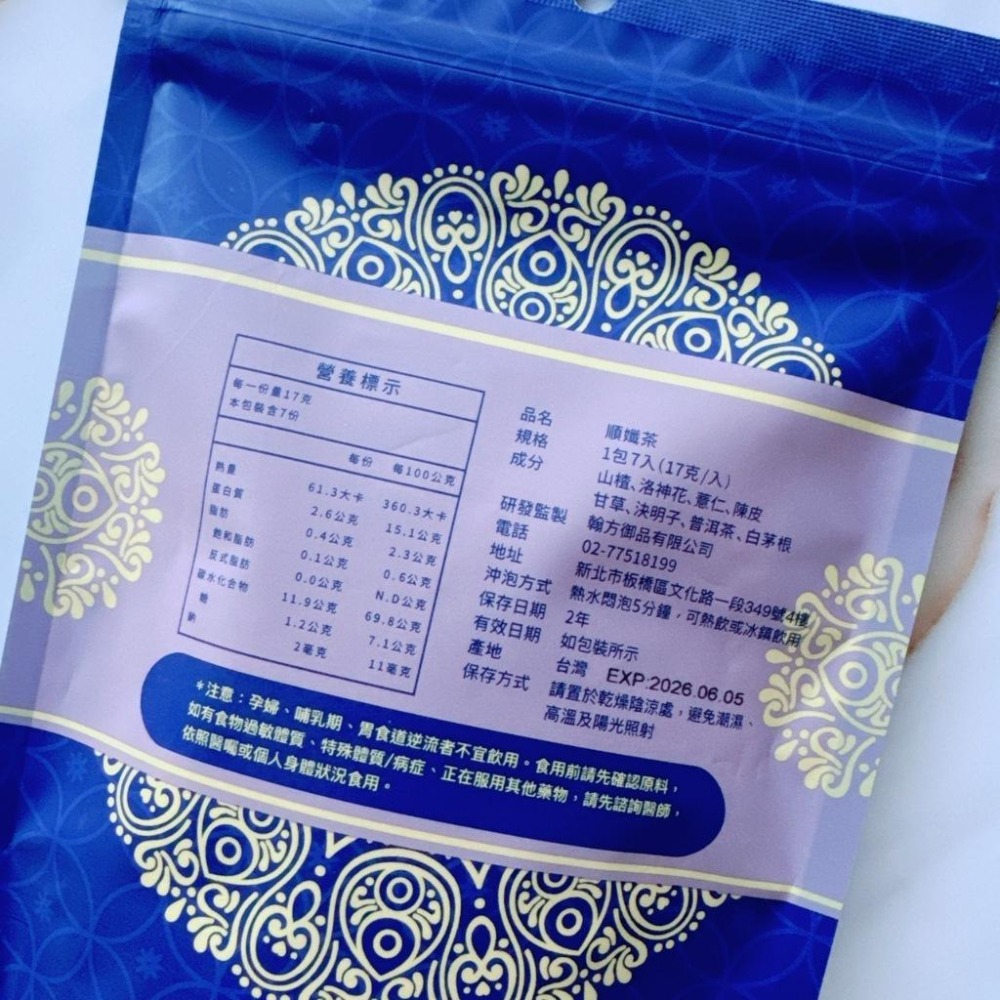 營養標示
每一份量17克
本包裝含7份
每份 每100公克
熱量 61.3大卡 360.3大卡
蛋白質 2.6公克 15.1公克
脂肪 0.4公克 2.3公克
飽和脂肪 0.1公克 0.6公克
反式脂肪 0.0公克 N.D公克
碳水化合物 11.9公克 69.8公克
糖 1.2公克 7.1公克
鈉 2毫克 11毫克
品名 順孅茶
規格 1包7入(17克/入)
成分 山楂、洛神花、薏仁、陳皮
甘草、決明子、普洱茶、白茅根
研發監製 翰方御品有限公司
電話 02-77518199
地址 新北市板橋區文化路一段349號4樓
沖泡方式 熱水悶泡5分鐘，可熱飲或冰鎮飲用
保存日期 2年
有效日期 如包裝所示
產地 台灣 EXP:2026.06.05
保存方式 請置於乾燥陰涼處，避免潮濕、
高溫及陽光照射
*注意：孕婦、哺乳期、胃食道逆流者不宜飲用。食用前請先確認原料，
如有食物過敏體質、特殊體質/病症、正在服用其他藥物，請先諮詢醫師，
依照醫囑或個人身體狀況食用。